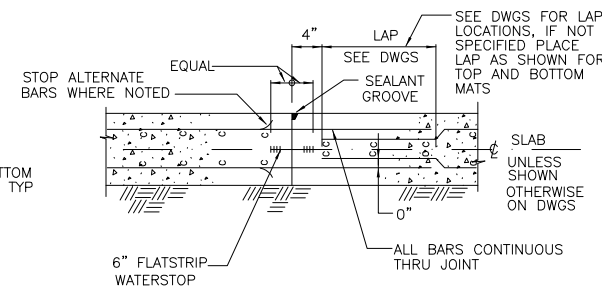 SEE DWGS FOR LAP
LOCATIONS, IF NOT
SPECIFIED PLACE
LAP AS SHOWN FOR
TOP AND BOTTOM
MATS
4"
LAP
SEE DWGS
EQUAL
SEALANT
GROOVE
STOP ALTERNATE
BARS WHERE NOTED
SLAB
UNLESS
SHOWN
OTHERWISE
ON DWGS
OTTOM
TYP
0"
6" FLATSTRIP
WATERSTOP
ALL BARS CONTINUOUS
THRU JOINT